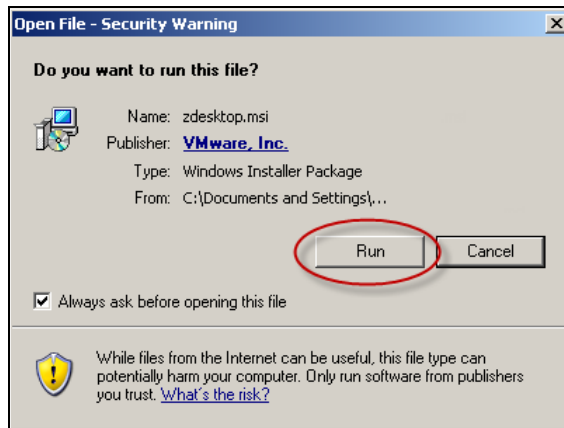 Open File - Security Warning
Do you want to run this file?
Name: zdesktop.msi
Publisher: VMware, Inc.
Type: Windows Installer Package
From: C:\Documents and Settings\...
Run Cancel
Always ask before opening this file
While files from the Internet can be useful, this file type can
potentially harm your computer. Only run software from publishers
you trust. What's the risk?